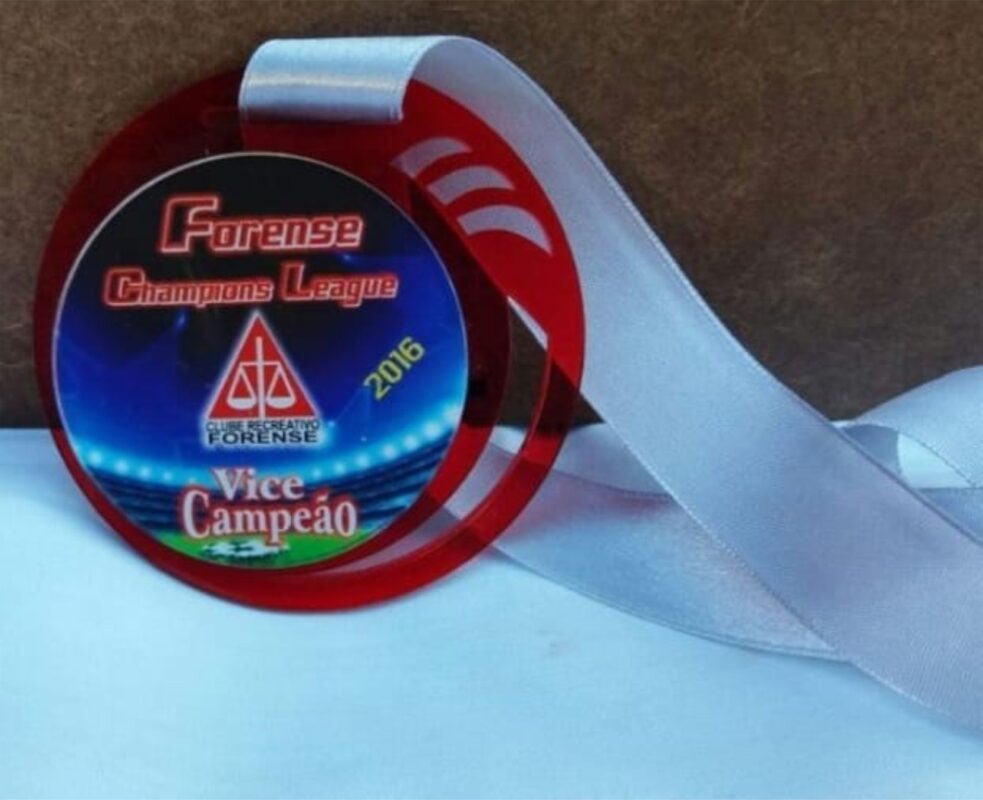 Forense
Champions League
2016
CLUBE RECREATIVO
FORENSE
Vice
Campeão